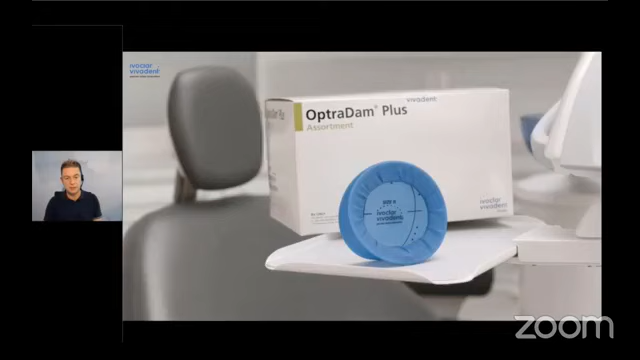 ivoclar
vivadent
vivadent
OptraDam® Plus
Assortment
ivoclar
vivadent
ivoclar
vivadent
zoom